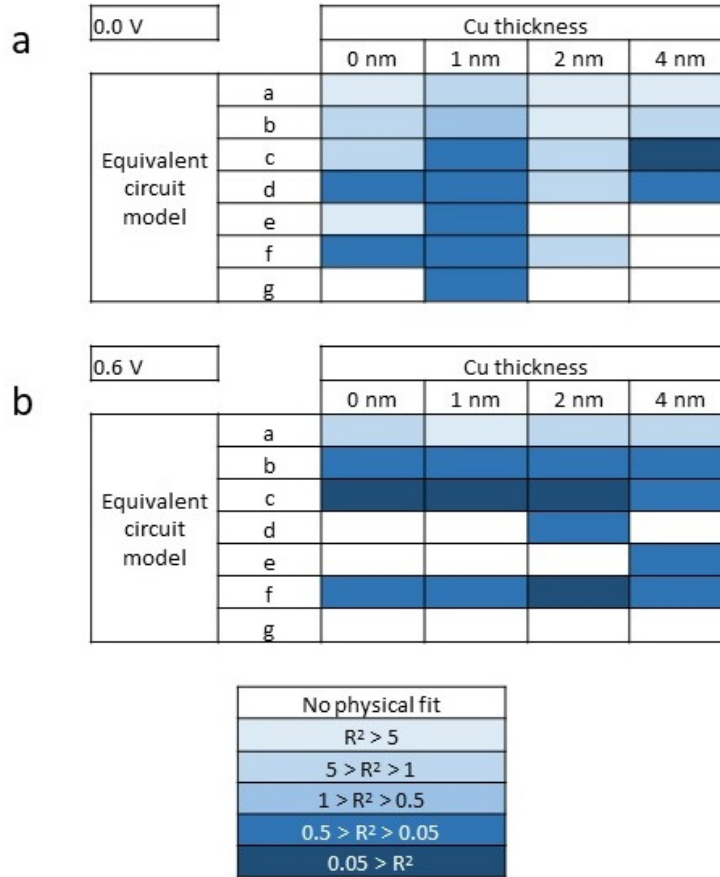 a
0.0 V
Cu thickness
0 nm 1 nm 2 nm 4 nm
Equivalent circuit model
a
b
c
d
e
f
g
b
0.6 V
Cu thickness
0 nm 1 nm 2 nm 4 nm
Equivalent circuit model
a
b
c
d
e
f
g
No physical fit
R² > 5
5 > R² > 1
1 > R² > 0.5
0.5 > R² > 0.05
0.05 > R²